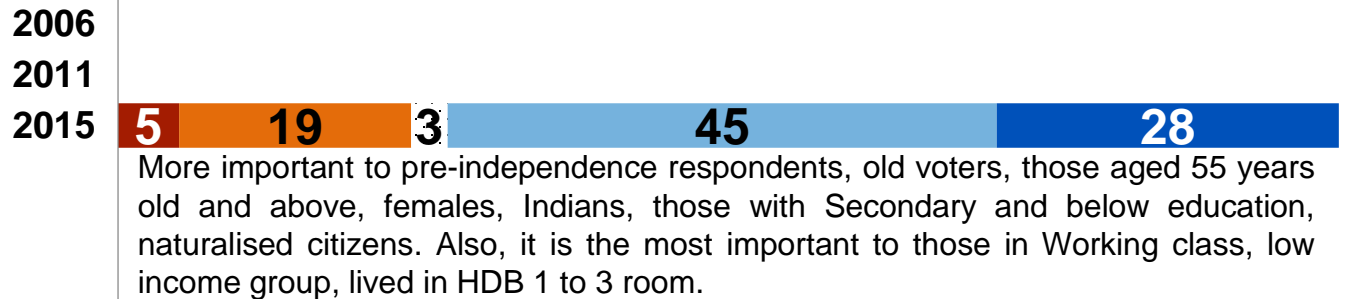 2006
2011
2015 5 19 3 45 28
More important to pre-independence respondents, old voters, those aged 55 years
old and above, females, Indians, those with Secondary and below education,
naturalised citizens. Also, it is the most important to those in Working class, low
income group, lived in HDB 1 to 3 room.